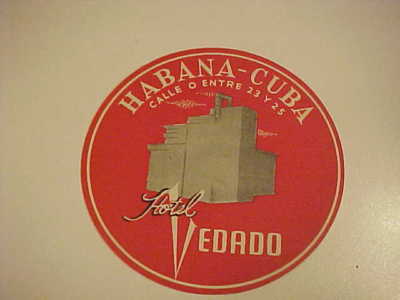 HABANA-CUBA
CALLE O ENTRE 23 Y 25
Hotel
VEDADO